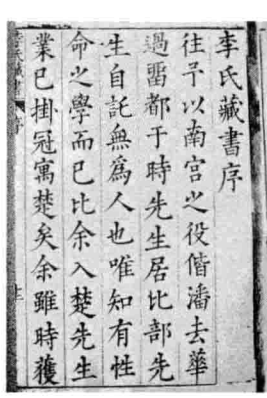 李氏藏書序
往予以南宮之役偕潘去華
過畱都于時先生居比部先
生自託無爲人也唯知有性
命之學而已比余入楚先生
業已掛冠寓楚矣余雖時獲